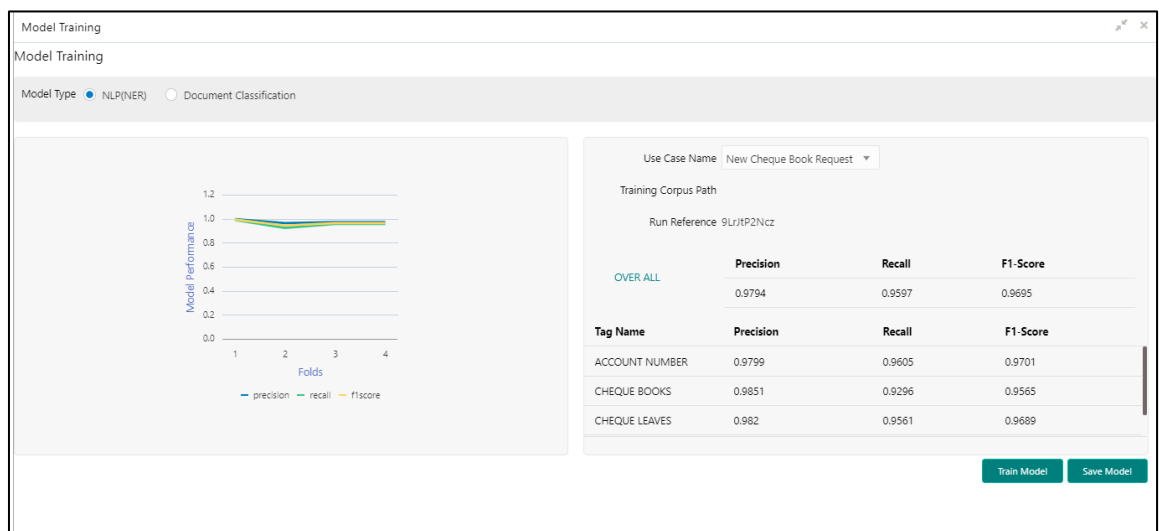 Model Training
Model Training
Model Type NLP(NER) Document Classification
1.2
1.0
0.8
0.6
0.4
0.2
0.0
Model Performance
1 2 3 4
Folds
precision recall f1score
Use Case Name New Cheque Book Request
Training Corpus Path
Run Reference 9LrJtP2Ncz
OVER ALL
Precision Recall F1-Score
0.9794 0.9597 0.9695
Tag Name Precision Recall F1-Score
ACCOUNT NUMBER 0.9799 0.9605 0.9701
CHEQUE BOOKS 0.9851 0.9296 0.9565
CHEQUE LEAVES 0.982 0.9561 0.9689
Train Model Save Model